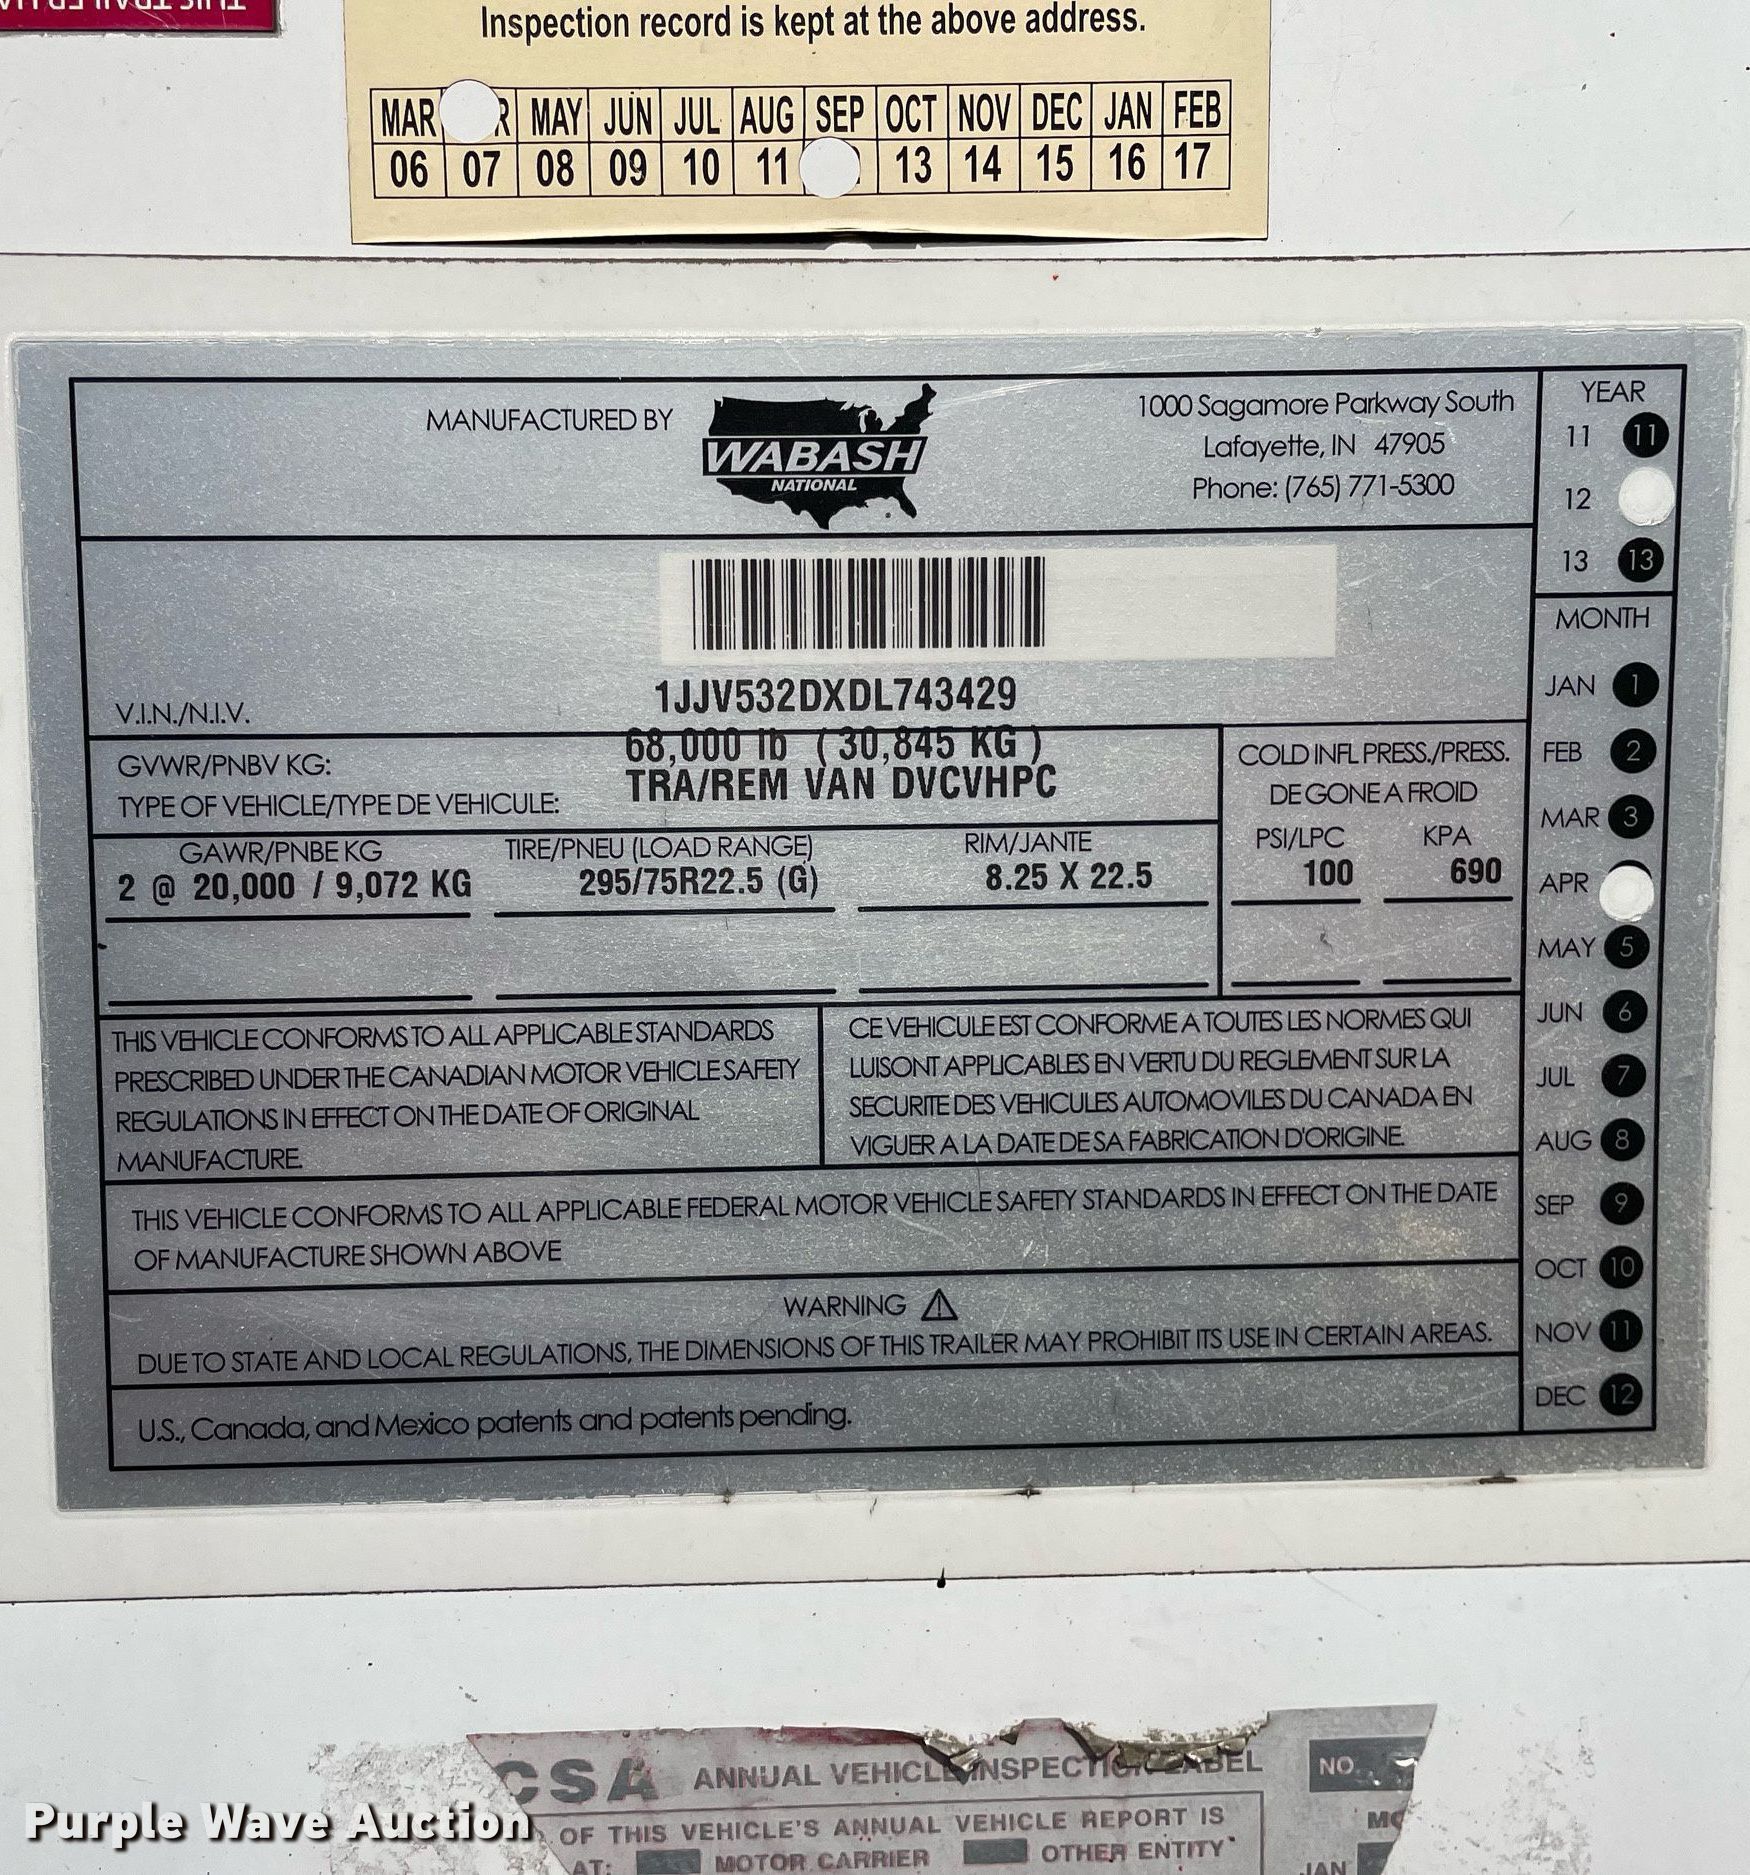 Inspection record is kept at the above address.
MAR R MAY JUN JUL AUG SEP OCT NOV DEC JAN FEB
06 07 08 09 10 11 13 14 15 16 17
MANUFACTURED BY
WABASH
NATIONAL
1000 Sagamore Parkway South
Lafayette, IN 47905
Phone: (765) 771-5300
YEAR
11 11
12
13 13
MONTH
JAN 1
FEB 2
MAR 3
APR
MAY 5
JUN 6
JUL 7
AUG 8
SEP 9
OCT 10
NOV 11
DEC 12
V.I.N./N.I.V. 1JJV532DXDL743429
GVWR/PNBV KG: 68,000 lb (30,845 KG)
TYPE OF VEHICLE/TYPE DE VEHICULE: TRA/REM VAN DVCVHPC
COLD INFL PRESS./PRESS.
DE GONE A FROID
GAWR/PNBE KG TIRE/PNEU (LOAD RANGE) RIM/JANTE PSI/LPC KPA
2 @ 20,000 / 9,072 KG 295/75R22.5 (G) 8.25 X 22.5 100 690
THIS VEHICLE CONFORMS TO ALL APPLICABLE STANDARDS
PRESCRIBED UNDER THE CANADIAN MOTOR VEHICLE SAFETY
REGULATIONS IN EFFECT ON THE DATE OF ORIGINAL
MANUFACTURE.
CE VEHICULE EST CONFORME A TOUTES LES NORMES QUI
LUI SONT APPLICABLES EN VERTU DU REGLEMENT SUR LA
SECURITE DES VEHICULES AUTOMOVILES DU CANADA EN
VIGUER A LA DATE DE SA FABRICATION D'ORIGINE.
THIS VEHICLE CONFORMS TO ALL APPLICABLE FEDERAL MOTOR VEHICLE SAFETY STANDARDS IN EFFECT ON THE DATE
OF MANUFACTURE SHOWN ABOVE
WARNING
DUE TO STATE AND LOCAL REGULATIONS, THE DIMENSIONS OF THIS TRAILER MAY PROHIBIT ITS USE IN CERTAIN AREAS.
U.S., Canada, and Mexico patents and patents pending.
CSA ANNUAL VEHICLE INSPECTION LABEL NO.
OF THIS VEHICLE'S ANNUAL VEHICLE REPORT IS
AT: MOTOR CARRIER OTHER ENTITY
JAN
Purple Wave Auction